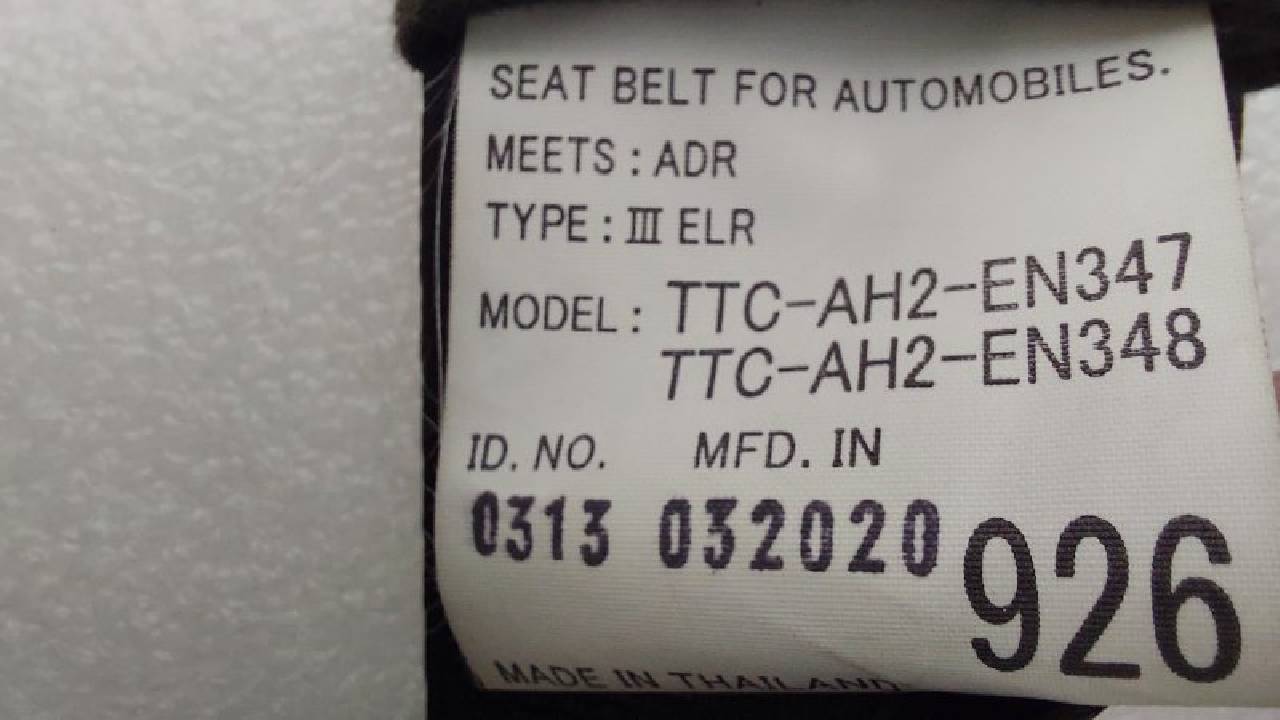 SEAT BELT FOR AUTOMOBILES.
MEETS : ADR
TYPE : III ELR
MODEL : TTC-AH2-EN347
TTC-AH2-EN348
ID. NO. MFD. IN
0313 032020 926
MADE IN THAILAND